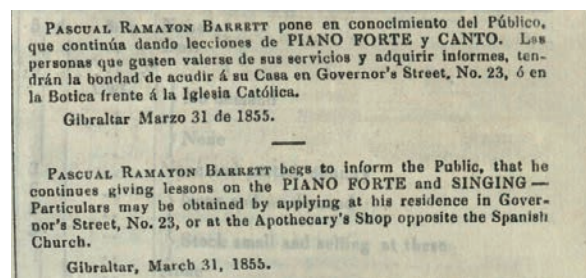 PASCUAL RAMAYON BARRETT pone en conocimiento del Público,
que continúa dando lecciones de PIANO FORTE y CANTO. Las
personas que gusten valerse de sus servicios y adquirir informes, ten-
drán la bondad de acudir á su Casa en Governor's Street, No. 23, ó en
la Botica frente á la Iglesia Católica.
Gibraltar Marzo 31 de 1855.
PASCUAL RAMAYON BARRETT begs to inform the Public, that he
continues giving lessons on the PIANO FORTE and SINGING —
Particulars may be obtained by applying at his residence in Gover-
nor's Street, No. 23, or at the Apothecary's Shop opposite the Spanish
Church.
Gibraltar, March 31, 1855.